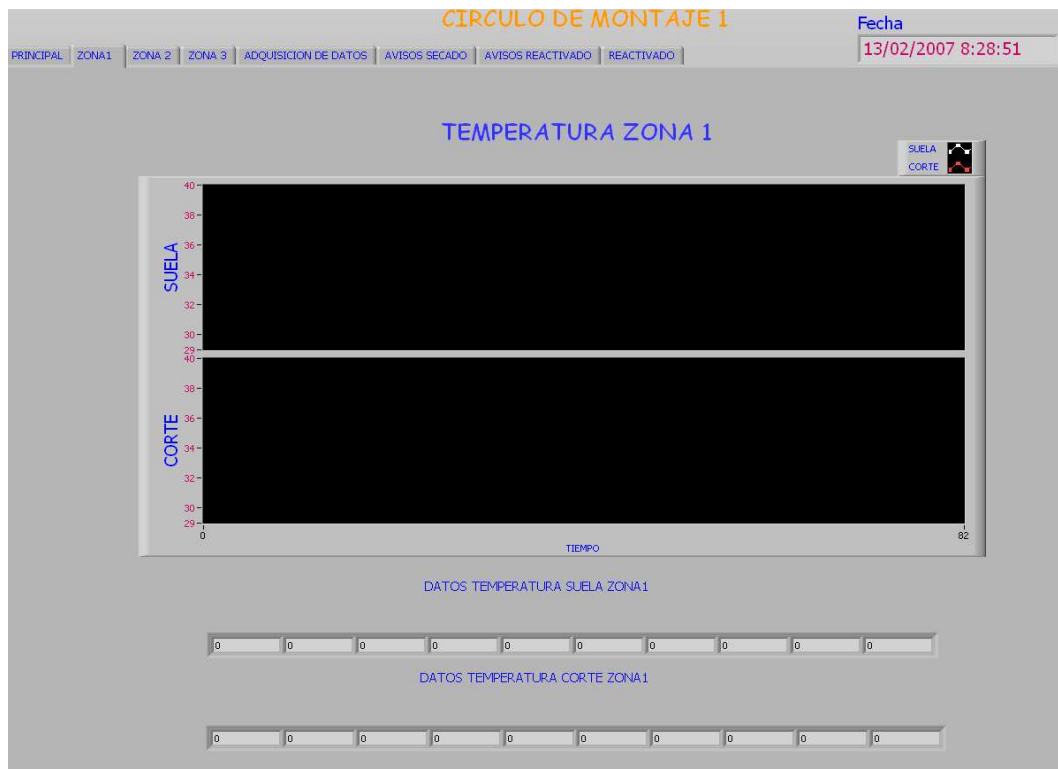 CIRCULO DE MONTAJE 1
Fecha
13/02/2007 8:28:51
PRINCIPAL ZONA1 ZONA 2 ZONA 3 ADQUISICION DE DATOS AVISOS SECADO AVISOS REACTIVADO REACTIVADO
TEMPERATURA ZONA 1
SUELA
CORTE
SUELA
40
38
36
34
32
30
29
CORTE
40
38
36
34
32
30
29
0 82
TIEMPO
DATOS TEMPERATURA SUELA ZONA1
0 0 0 0 0 0 0 0 0 0
DATOS TEMPERATURA CORTE ZONA1
0 0 0 0 0 0 0 0 0 0